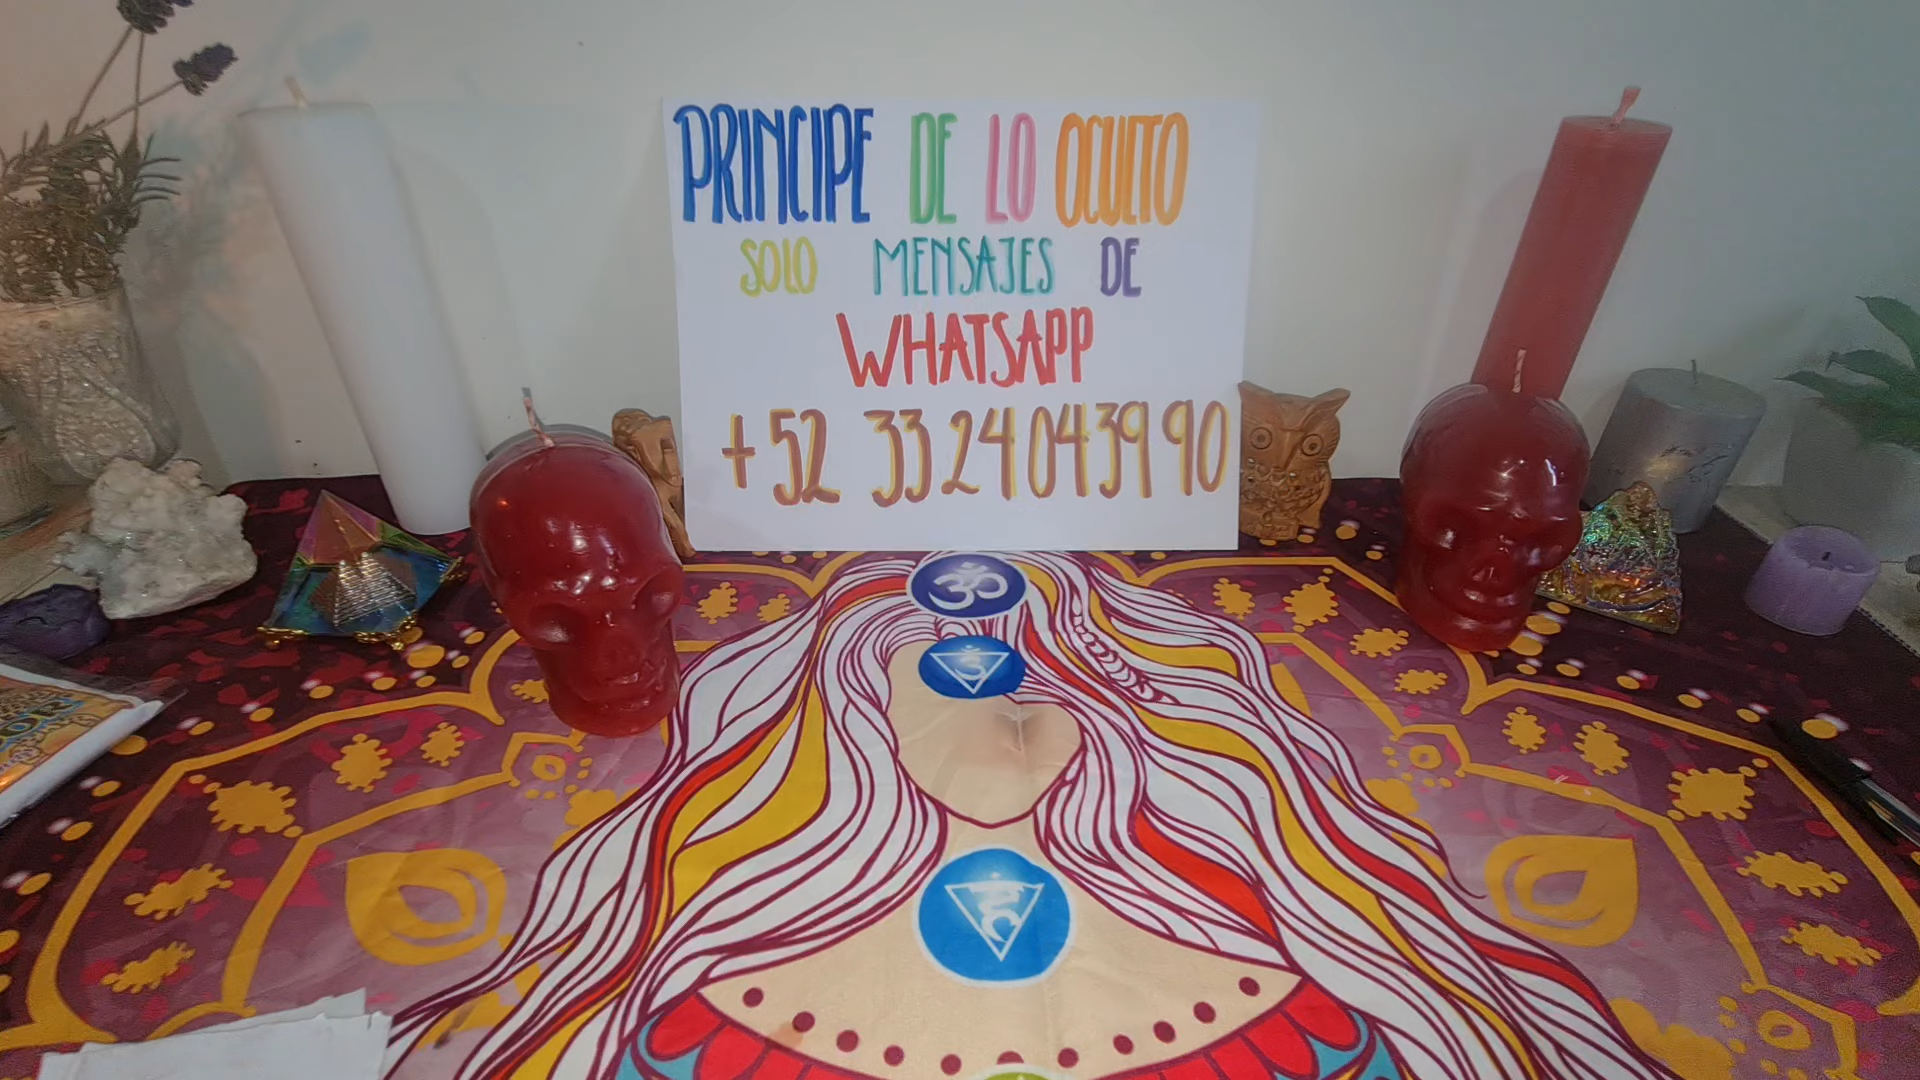 PRINCIPE DE LO OCULTO
SOLO MENSAJES DE
WHATSAPP
+52 33 24 04 39 90
ॐ